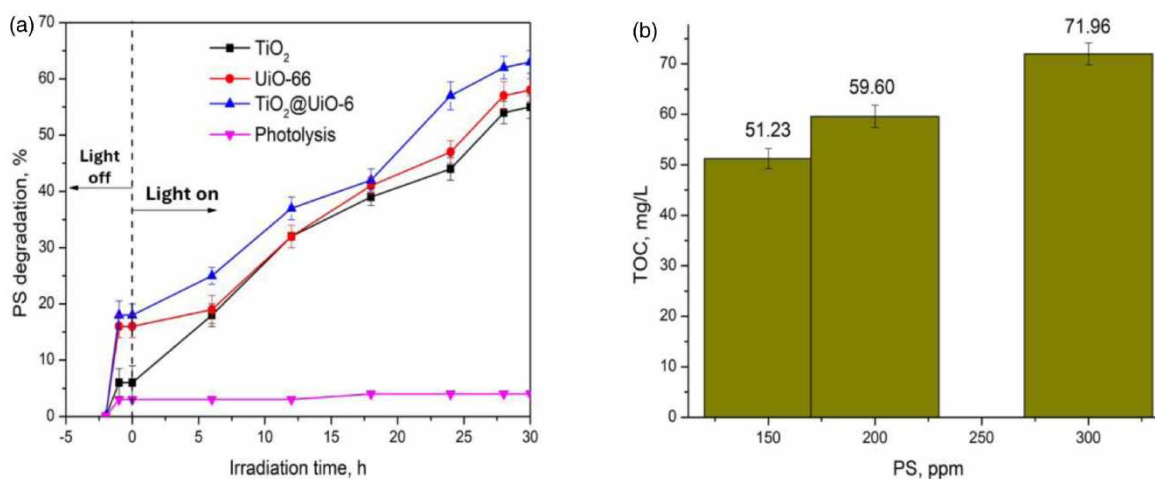 (a)
70
60
50
40
30
20
10
0
PS degradation, %
TiO₂
UiO-66
TiO₂@UiO-6
Photolysis
Light
off
Light on
-5 0 5 10 15 20 25 30
Irradiation time, h
(b)
80
70
60
50
40
30
20
10
0
TOC, mg/L
51.23
59.60
71.96
150 200 250 300
PS, ppm